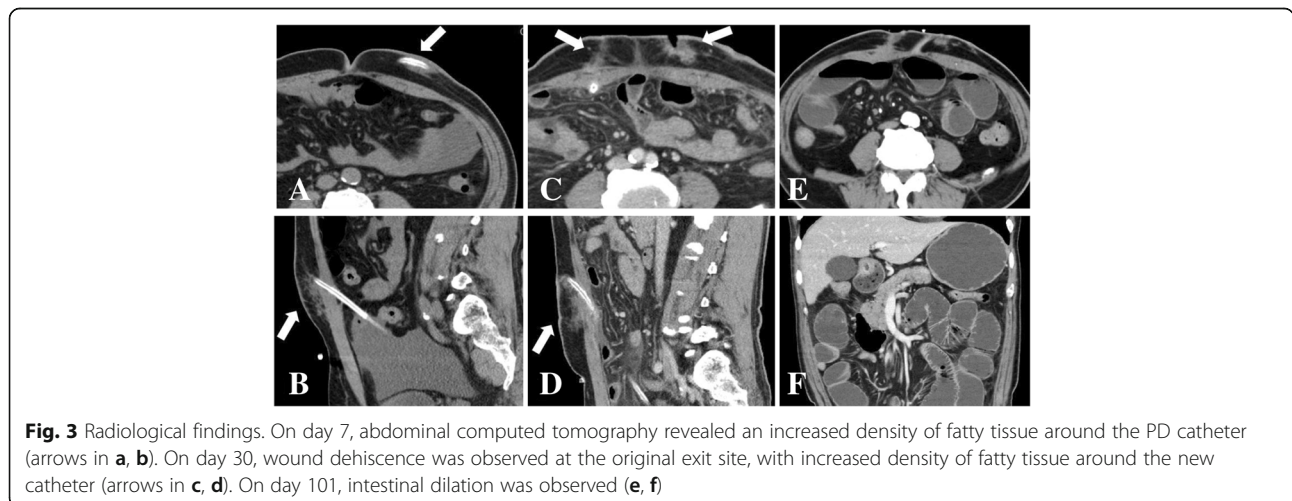 A
C
E
B
D
F
Fig. 3 Radiological findings. On day 7, abdominal computed tomography revealed an increased density of fatty tissue around the PD catheter
(arrows in a, b). On day 30, wound dehiscence was observed at the original exit site, with increased density of fatty tissue around the new
catheter (arrows in c, d). On day 101, intestinal dilation was observed (e, f)